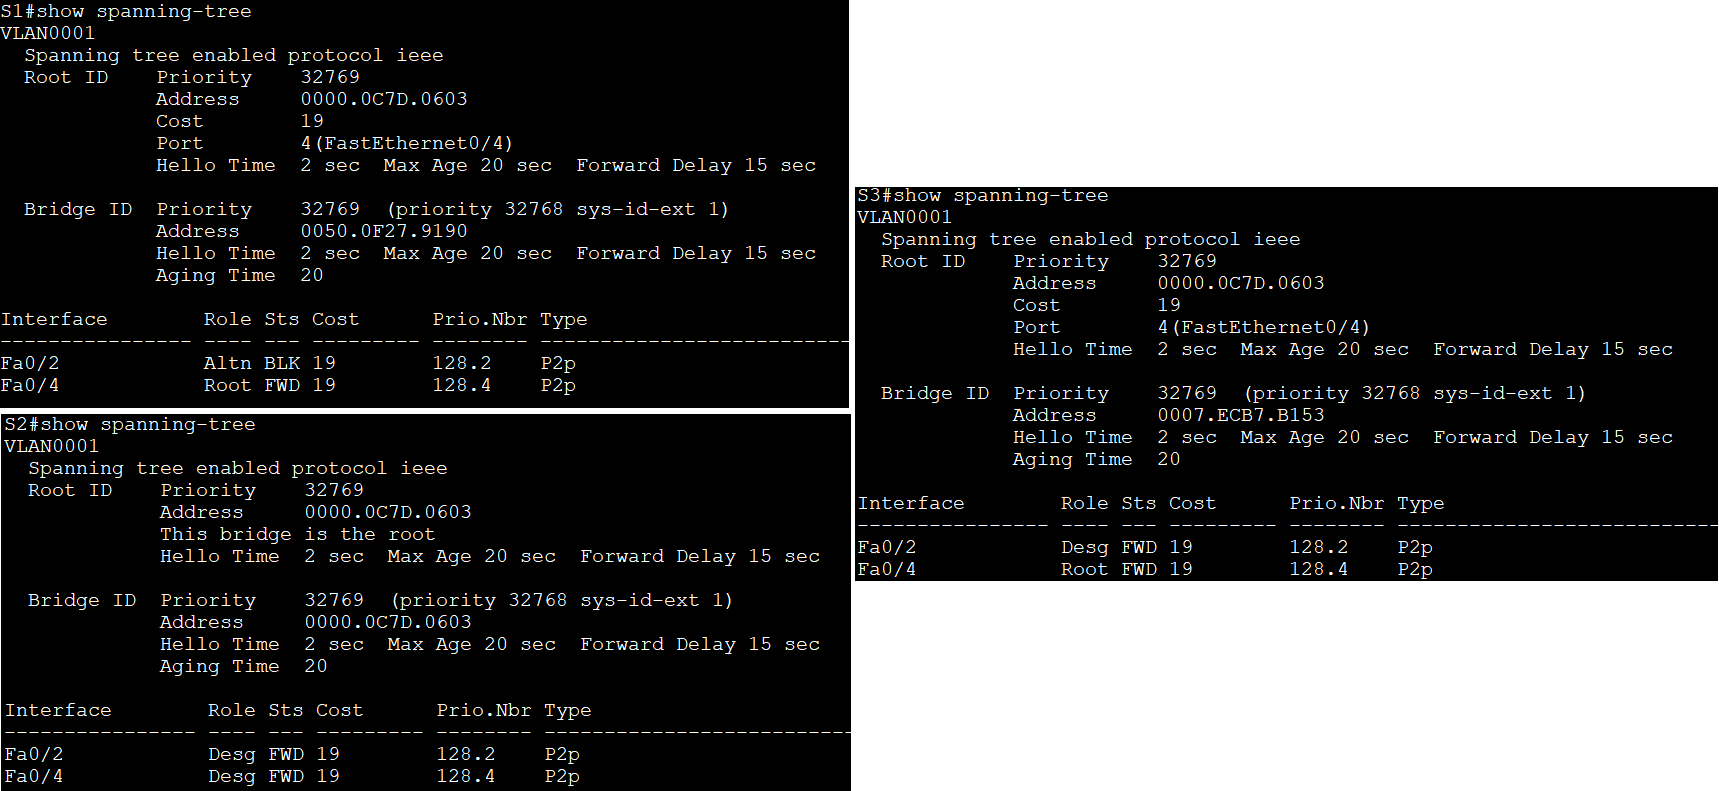 S1#show spanning-tree
VLAN0001
  Spanning tree enabled protocol ieee
  Root ID    Priority    32769
             Address     0000.0C7D.0603
             Cost        19
             Port        4(FastEthernet0/4)
             Hello Time  2 sec  Max Age 20 sec  Forward Delay 15 sec
  Bridge ID  Priority    32769  (priority 32768 sys-id-ext 1)
             Address     0050.0F27.9190
             Hello Time  2 sec  Max Age 20 sec  Forward Delay 15 sec
             Aging Time  20
Interface        Role Sts Cost      Prio.Nbr Type
---------------- ---- --- --------- -------- --------------------------
Fa0/2            Altn BLK 19        128.2    P2p
Fa0/4            Root FWD 19        128.4    P2p
S2#show spanning-tree
VLAN0001
  Spanning tree enabled protocol ieee
  Root ID    Priority    32769
             Address     0000.0C7D.0603
             This bridge is the root
             Hello Time  2 sec  Max Age 20 sec  Forward Delay 15 sec
  Bridge ID  Priority    32769  (priority 32768 sys-id-ext 1)
             Address     0000.0C7D.0603
             Hello Time  2 sec  Max Age 20 sec  Forward Delay 15 sec
             Aging Time  20
Interface        Role Sts Cost      Prio.Nbr Type
---------------- ---- --- --------- -------- --------------------------
Fa0/2            Desg FWD 19        128.2    P2p
Fa0/4            Desg FWD 19        128.4    P2p
S3#show spanning-tree
VLAN0001
  Spanning tree enabled protocol ieee
  Root ID    Priority    32769
             Address     0000.0C7D.0603
             Cost        19
             Port        4(FastEthernet0/4)
             Hello Time  2 sec  Max Age 20 sec  Forward Delay 15 sec
  Bridge ID  Priority    32769  (priority 32768 sys-id-ext 1)
             Address     0007.ECB7.B153
             Hello Time  2 sec  Max Age 20 sec  Forward Delay 15 sec
             Aging Time  20
Interface        Role Sts Cost      Prio.Nbr Type
---------------- ---- --- --------- -------- --------------------------
Fa0/2            Desg FWD 19        128.2    P2p
Fa0/4            Root FWD 19        128.4    P2p